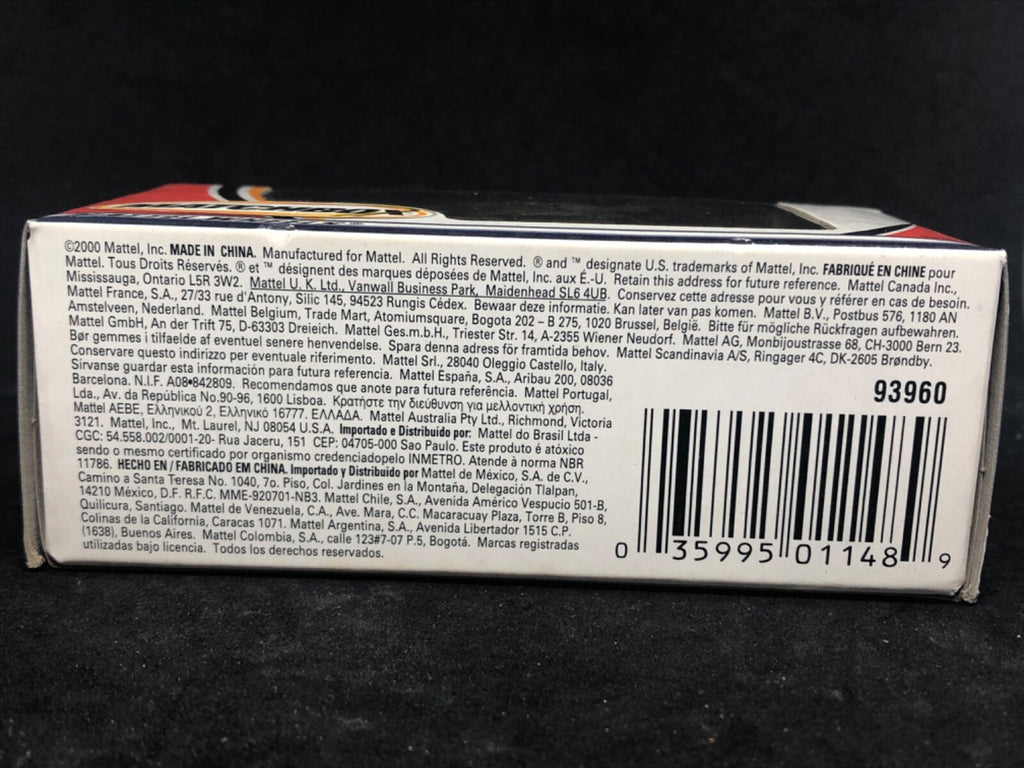 MATCHBOX
©2000 Mattel, Inc. MADE IN CHINA. Manufactured for Mattel. All Rights Reserved. ® and ™ designate U.S. trademarks of Mattel, Inc. FABRIQUÉ EN CHINE pour
Mattel. Tous Droits Réservés. ® et ™ désignent des marques déposées de Mattel, Inc. aux É.-U. Retain this address for future reference. Mattel Canada Inc.,
Mississauga, Ontario L5R 3W2. Mattel U. K. Ltd., Vanwall Business Park, Maidenhead SL6 4UB. Conservez cette adresse pour vous y référer en cas de besoin.
Mattel France, S.A., 27/33 rue d'Antony, Silic 145, 94523 Rungis Cédex. Bewaar deze informatie. Kan later van pas komen. Mattel B.V., Postbus 576, 1180 AN
Amstelveen, Nederland. Mattel Belgium, Trade Mart, Atomiumsquare, Bogota 202 – B 275, 1020 Brussel, België. Bitte für mögliche Rückfragen aufbewahren.
Mattel GmbH, An der Trift 75, D-63303 Dreieich. Mattel Ges.m.b.H., Triester Str. 14, A-2355 Wiener Neudorf. Mattel AG, Monbijoustrasse 68, CH-3000 Bern 23.
Bør gemmes i tilfaelde af eventuel senere henvendelse. Spara denna adress för framtida behov. Mattel Scandinavia A/S, Ringager 4C, DK-2605 Brøndby.
Conservare questo indirizzo per eventuale riferimento. Mattel Srl., 28040 Oleggio Castello, Italy.
Sirvanse guardar esta información para futura referencia. Mattel España, S.A., Aribau 200, 08036
Barcelona. N.I.F. A08•842809. Recomendamos que anote para futura referência. Mattel Portugal,
Lda., Av. da República No.90-96, 1600 Lisboa. Κρατήστε την διεύθυνση για μελλοντική χρήση.
Mattel AEBE, Ελληνικού 2, Ελληνικό 16777. ΕΛΛΑΔΑ. Mattel Australia Pty Ltd., Richmond, Victoria
3121. Mattel, Inc., Mt. Laurel, NJ 08054 U.S.A. Importado e Distribuido por: Mattel do Brasil Ltda -
CGC: 54.558.002/0001-20- Rua Jaceru, 151 CEP: 04705-000 Sao Paulo. Este produto é atóxico
sendo o mesmo certificado por organismo credenciadopelo INMETRO. Atende à norma NBR
11786. HECHO EN / FABRICADO EM CHINA. Importado y Distribuido por Mattel de México, S.A. de C.V.,
Camino a Santa Teresa No. 1040, 7o. Piso, Col. Jardines en la Montaña, Delegación Tlalpan,
14210 México, D.F. R.F.C. MME-920701-NB3. Mattel Chile, S.A., Avenida Américo Vespucio 501-B,
Quilicura, Santiago. Mattel de Venezuela, C.A., Ave. Mara, C.C. Macaracuay Plaza, Torre B, Piso 8,
Colinas de la California, Caracas 1071. Mattel Argentina, S.A., Avenida Libertador 1515 C.P.
(1638), Buenos Aires. Mattel Colombia, S.A., calle 123#7-07 P.5, Bogotá. Marcas registradas
utilizadas bajo licencia. Todos los derechos reservados.
93960
0 35995 01148 9